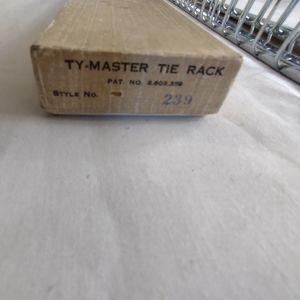 TY-MASTER TIE RACK
PAT. NO.
STYLE NO. 239